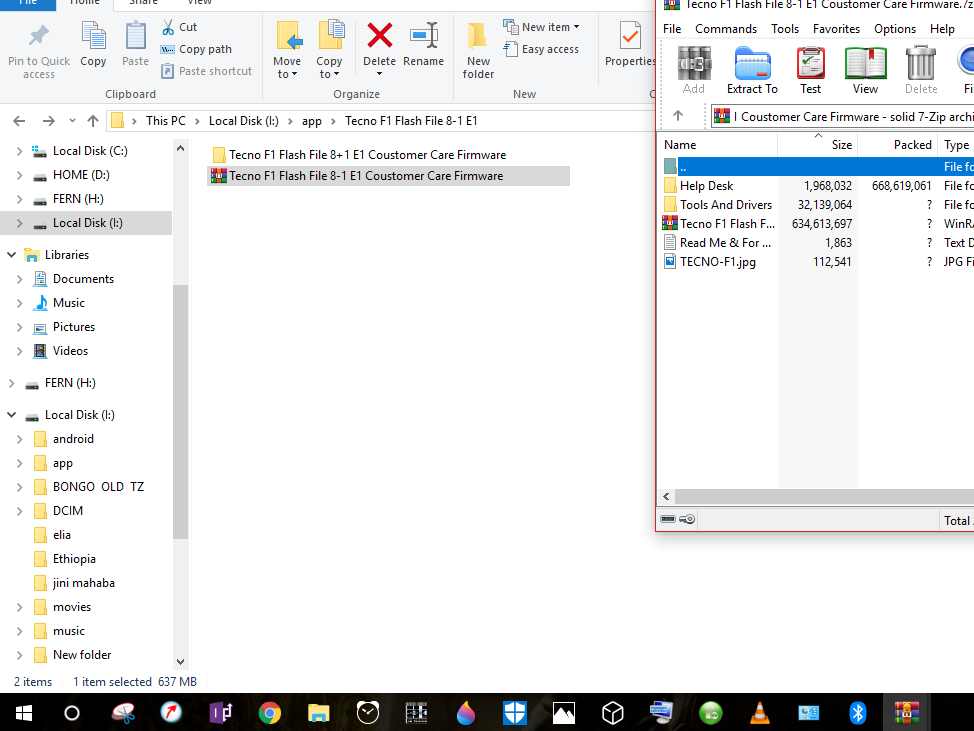 File Home Share View
Pin to Quick access
Copy
Paste
Cut
Copy path
Paste shortcut
Clipboard
Move to
Copy to
Delete
Rename
Organize
New folder
New item
Easy access
New
Properties
This PC > Local Disk (I:) > app > Tecno F1 Flash File 8-1 E1
Local Disk (C:)
HOME (D:)
FERN (H:)
Local Disk (I:)
Libraries
Documents
Music
Pictures
Videos
FERN (H:)
Local Disk (I:)
android
app
BONGO OLD TZ
DCIM
elia
Ethiopia
jini mahaba
movies
music
New folder
Tecno F1 Flash File 8+1 E1 Coustomer Care Firmware
Tecno F1 Flash File 8-1 E1 Coustomer Care Firmware
2 items 1 item selected 637 MB
Tecno F1 Flash File 8-1 E1 Coustomer Care Firmware.7z
File Commands Tools Favorites Options Help
Add Extract To Test View Delete Fi
I Coustomer Care Firmware - solid 7-Zip archi
Name Size Packed Type
.. File fo
Help Desk 1,968,032 668,619,061 File fo
Tools And Drivers 32,139,064 ? File fo
Tecno F1 Flash F... 634,613,697 ? WinRA
Read Me & For ... 1,863 ? Text D
TECNO-F1.jpg 112,541 ? JPG Fi
Total